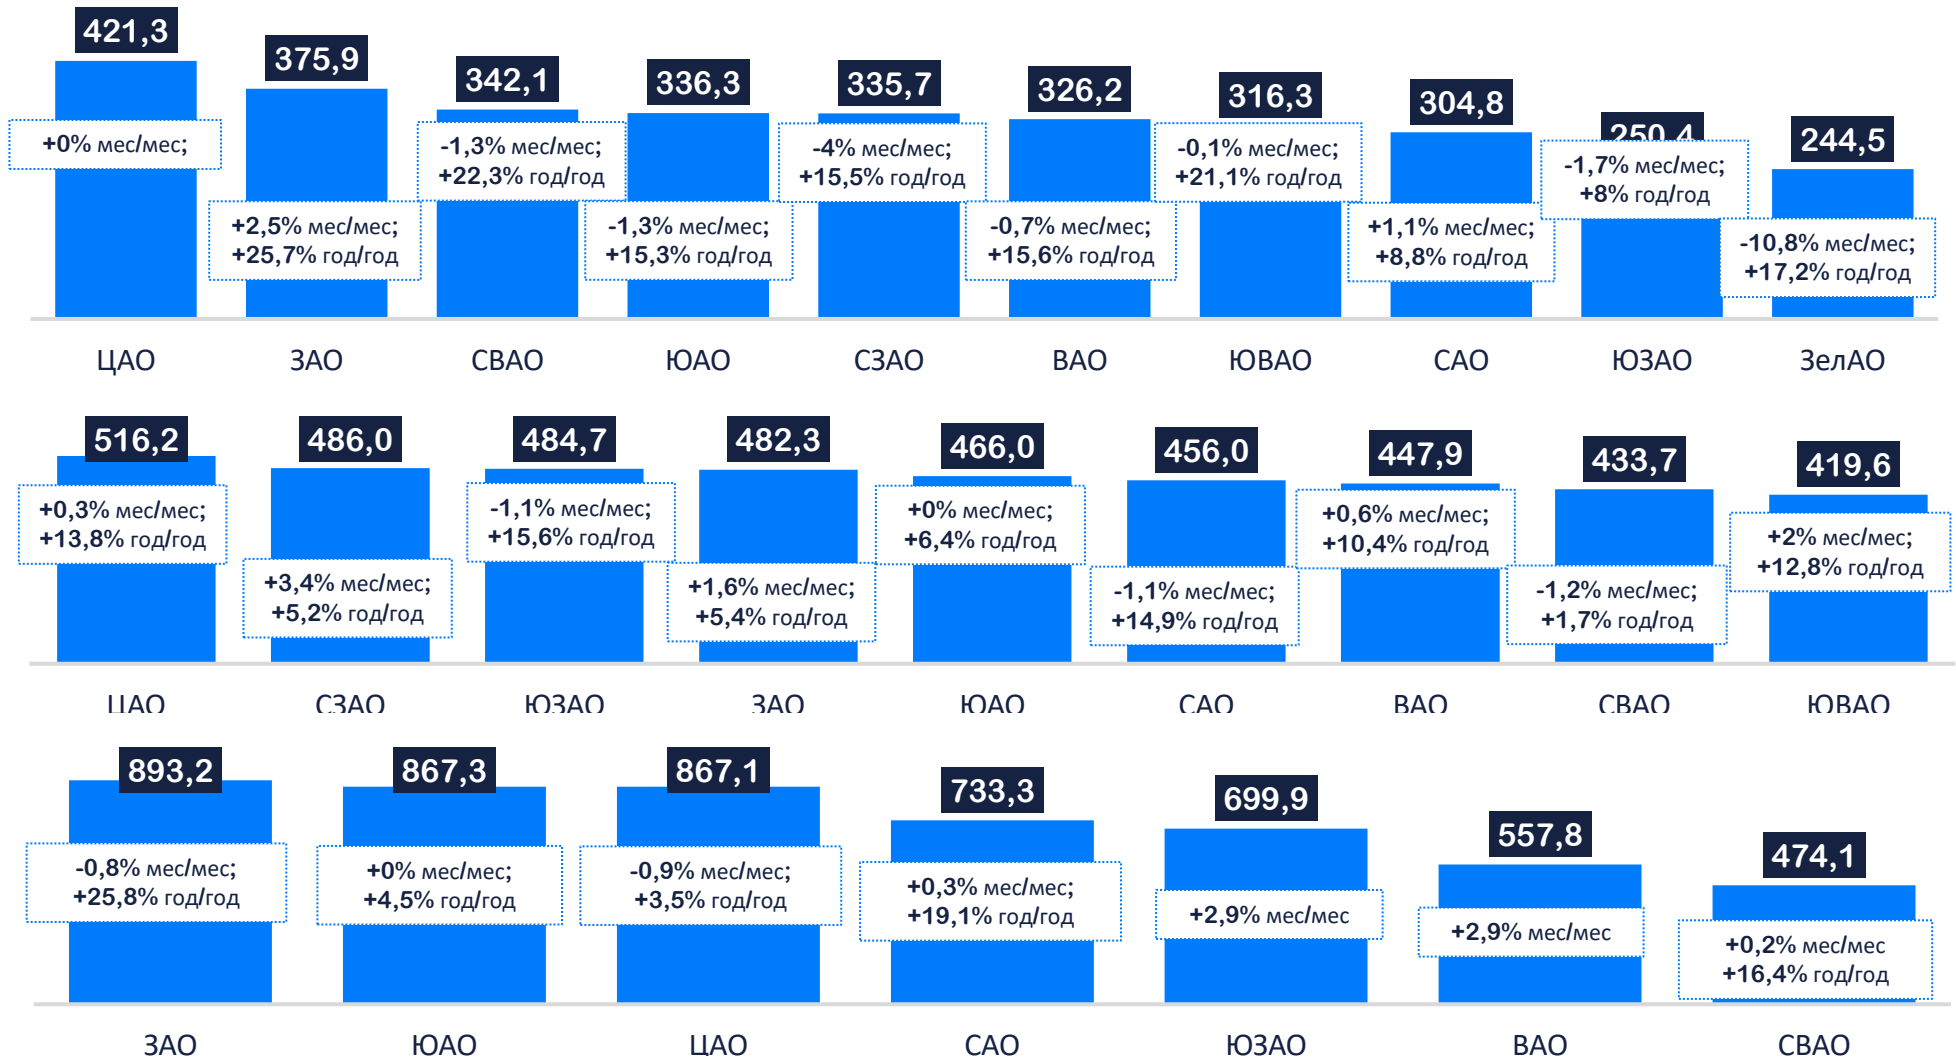 421,3
375,9
342,1
336,3
335,7
326,2
316,3
304,8
250,4
244,5
+0% мес/мес;
+2,5% мес/мес;
+25,7% год/год
-1,3% мес/мес;
+22,3% год/год
-1,3% мес/мес;
+15,3% год/год
-4% мес/мес;
+15,5% год/год
-0,7% мес/мес;
+15,6% год/год
-0,1% мес/мес;
+21,1% год/год
+1,1% мес/мес;
+8,8% год/год
-1,7% мес/мес;
+8% год/год
-10,8% мес/мес;
+17,2% год/год
ЦАО
ЗАО
СВАО
ЮАО
СЗАО
ВАО
ЮВАО
САО
ЮЗАО
ЗелАО
516,2
486,0
484,7
482,3
466,0
456,0
447,9
433,7
419,6
+0,3% мес/мес;
+13,8% год/год
+3,4% мес/мес;
+5,2% год/год
-1,1% мес/мес;
+15,6% год/год
+1,6% мес/мес;
+5,4% год/год
+0% мес/мес;
+6,4% год/год
-1,1% мес/мес;
+14,9% год/год
+0,6% мес/мес;
+10,4% год/год
-1,2% мес/мес;
+1,7% год/год
+2% мес/мес;
+12,8% год/год
ЦАО
СЗАО
ЮЗАО
ЗАО
ЮАО
САО
ВАО
СВАО
ЮВАО
893,2
867,3
867,1
733,3
699,9
557,8
474,1
-0,8% мес/мес;
+25,8% год/год
+0% мес/мес;
+4,5% год/год
-0,9% мес/мес;
+3,5% год/год
+0,3% мес/мес;
+19,1% год/год
+2,9% мес/мес
+2,9% мес/мес
+0,2% мес/мес
+16,4% год/год
ЗАО
ЮАО
ЦАО
САО
ЮЗАО
ВАО
СВАО